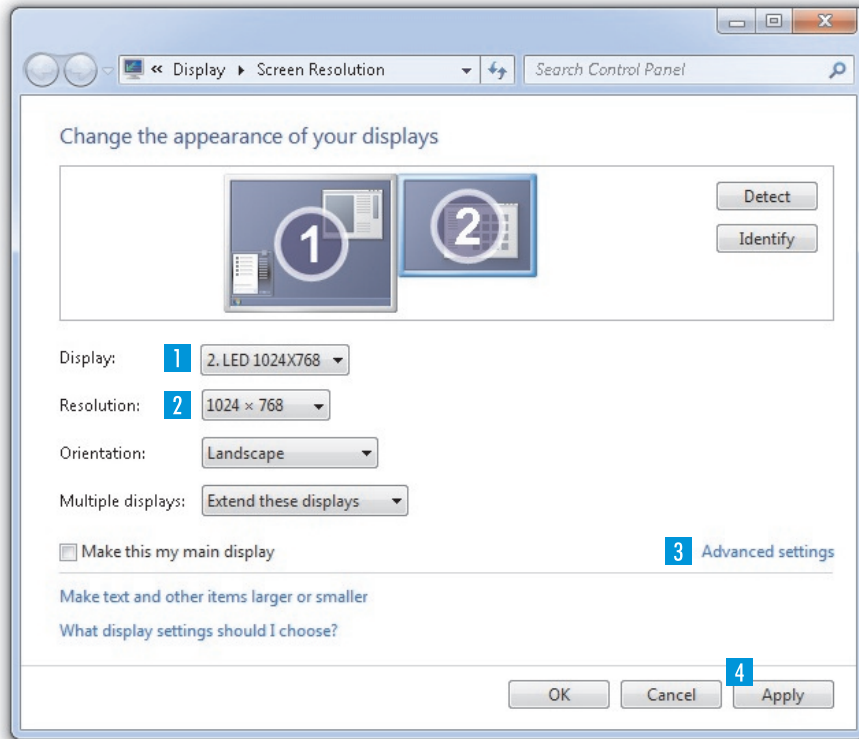 « Display ▸ Screen Resolution Search Control Panel
Change the appearance of your displays
1 2
Detect
Identify
Display: 1 2. LED 1024X768
Resolution: 2 1024 × 768
Orientation: Landscape
Multiple displays: Extend these displays
Make this my main display 3 Advanced settings
Make text and other items larger or smaller
What display settings should I choose?
4
OK Cancel Apply